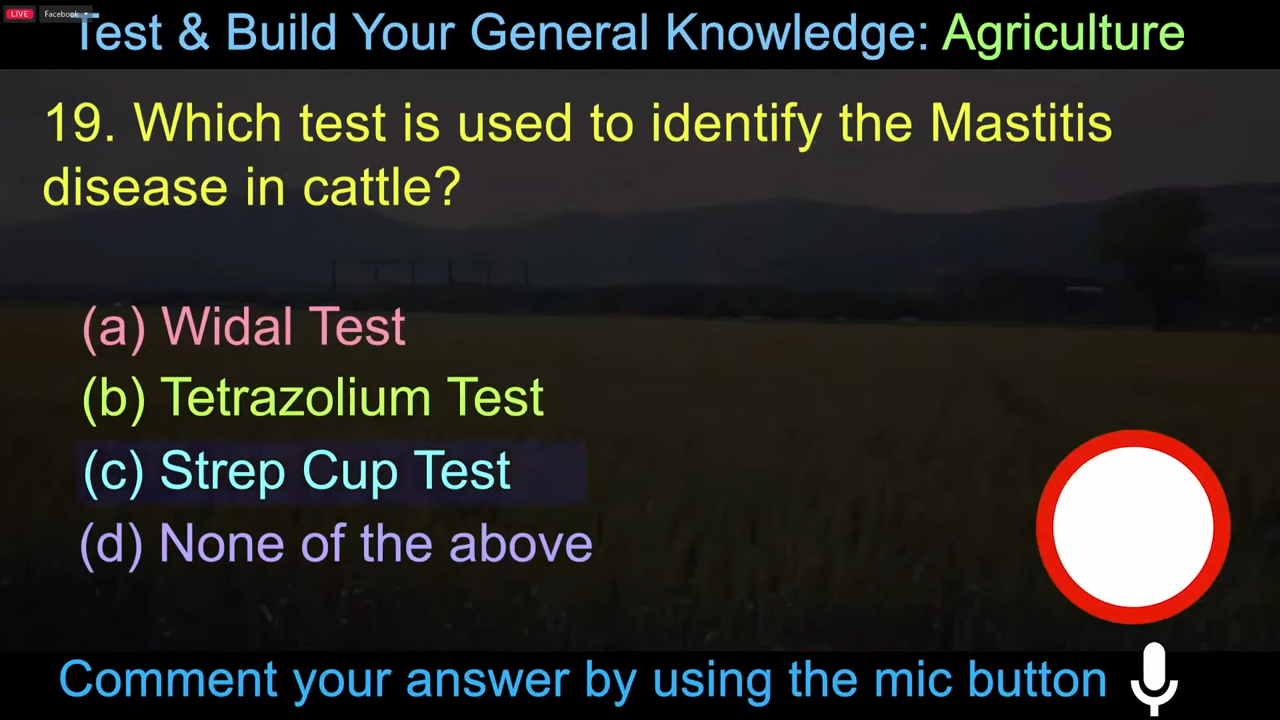 LIVE Facebook
Test & Build Your General Knowledge: Agriculture
19. Which test is used to identify the Mastitis
disease in cattle?
(a) Widal Test
(b) Tetrazolium Test
(c) Strep Cup Test
(d) None of the above
Comment your answer by using the mic button